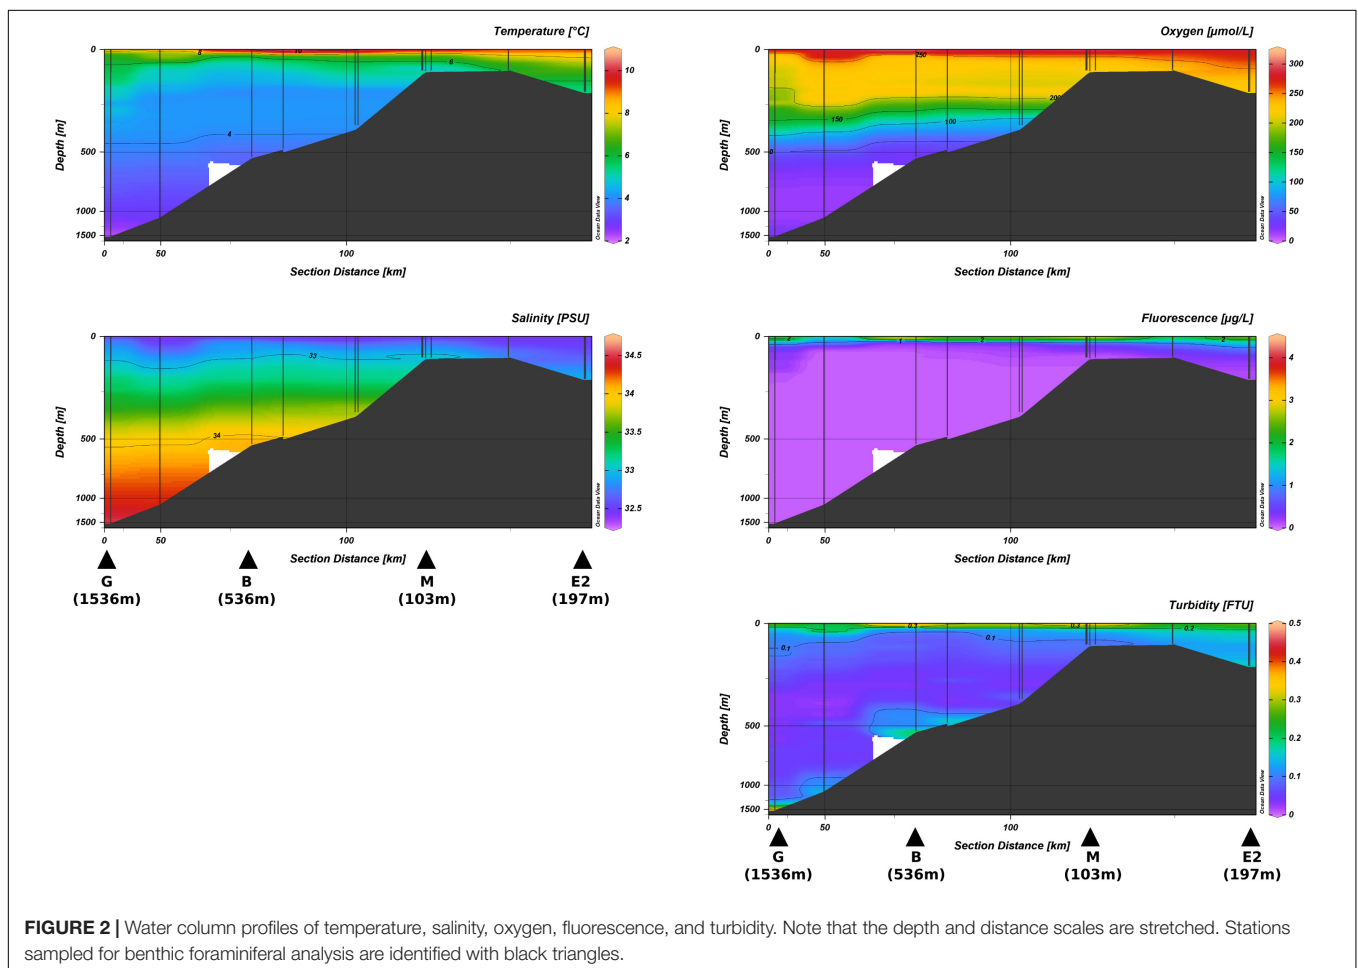 Temperature [°C]
0
500
1000
1500
Depth [m]
8
10
6
4
10
8
6
4
2
Ocean Data View
0
50
100
Section Distance [km]
Oxygen [µmol/L]
0
500
1000
1500
Depth [m]
250
200
150
100
0
300
250
200
150
100
50
0
Ocean Data View
0
50
100
Section Distance [km]
Salinity [PSU]
0
500
1000
1500
Depth [m]
33
34
34.5
34
33.5
33
32.5
Ocean Data View
0
50
100
Section Distance [km]
G
(1536m)
B
(536m)
M
(103m)
E2
(197m)
Fluorescence [µg/L]
0
500
1000
1500
Depth [m]
2
1
2
2
4
3
2
1
0
Ocean Data View
0
50
100
Section Distance [km]
Turbidity [FTU]
0
500
1000
1500
Depth [m]
0.1
0.3
0.1
0.3
0.2
0.5
0.4
0.3
0.2
0.1
0
Ocean Data View
0
50
100
Section Distance [km]
G
(1536m)
B
(536m)
M
(103m)
E2
(197m)
FIGURE 2 | Water column profiles of temperature, salinity, oxygen, fluorescence, and turbidity. Note that the depth and distance scales are stretched. Stations
sampled for benthic foraminiferal analysis are identified with black triangles.